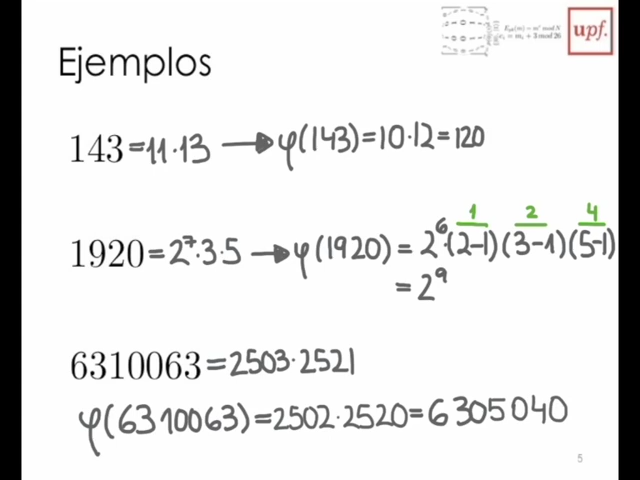 upf.
Ejemplos
143 = 11·13 → φ(143) = 10·12 = 120
1 2 4
1920 = 2⁷·3·5 → φ(1920) = 2⁶·(2-1)(3-1)(5-1)
= 2⁹
6310063 = 2503·2521
φ(6310063) = 2502·2520 = 6305040
5